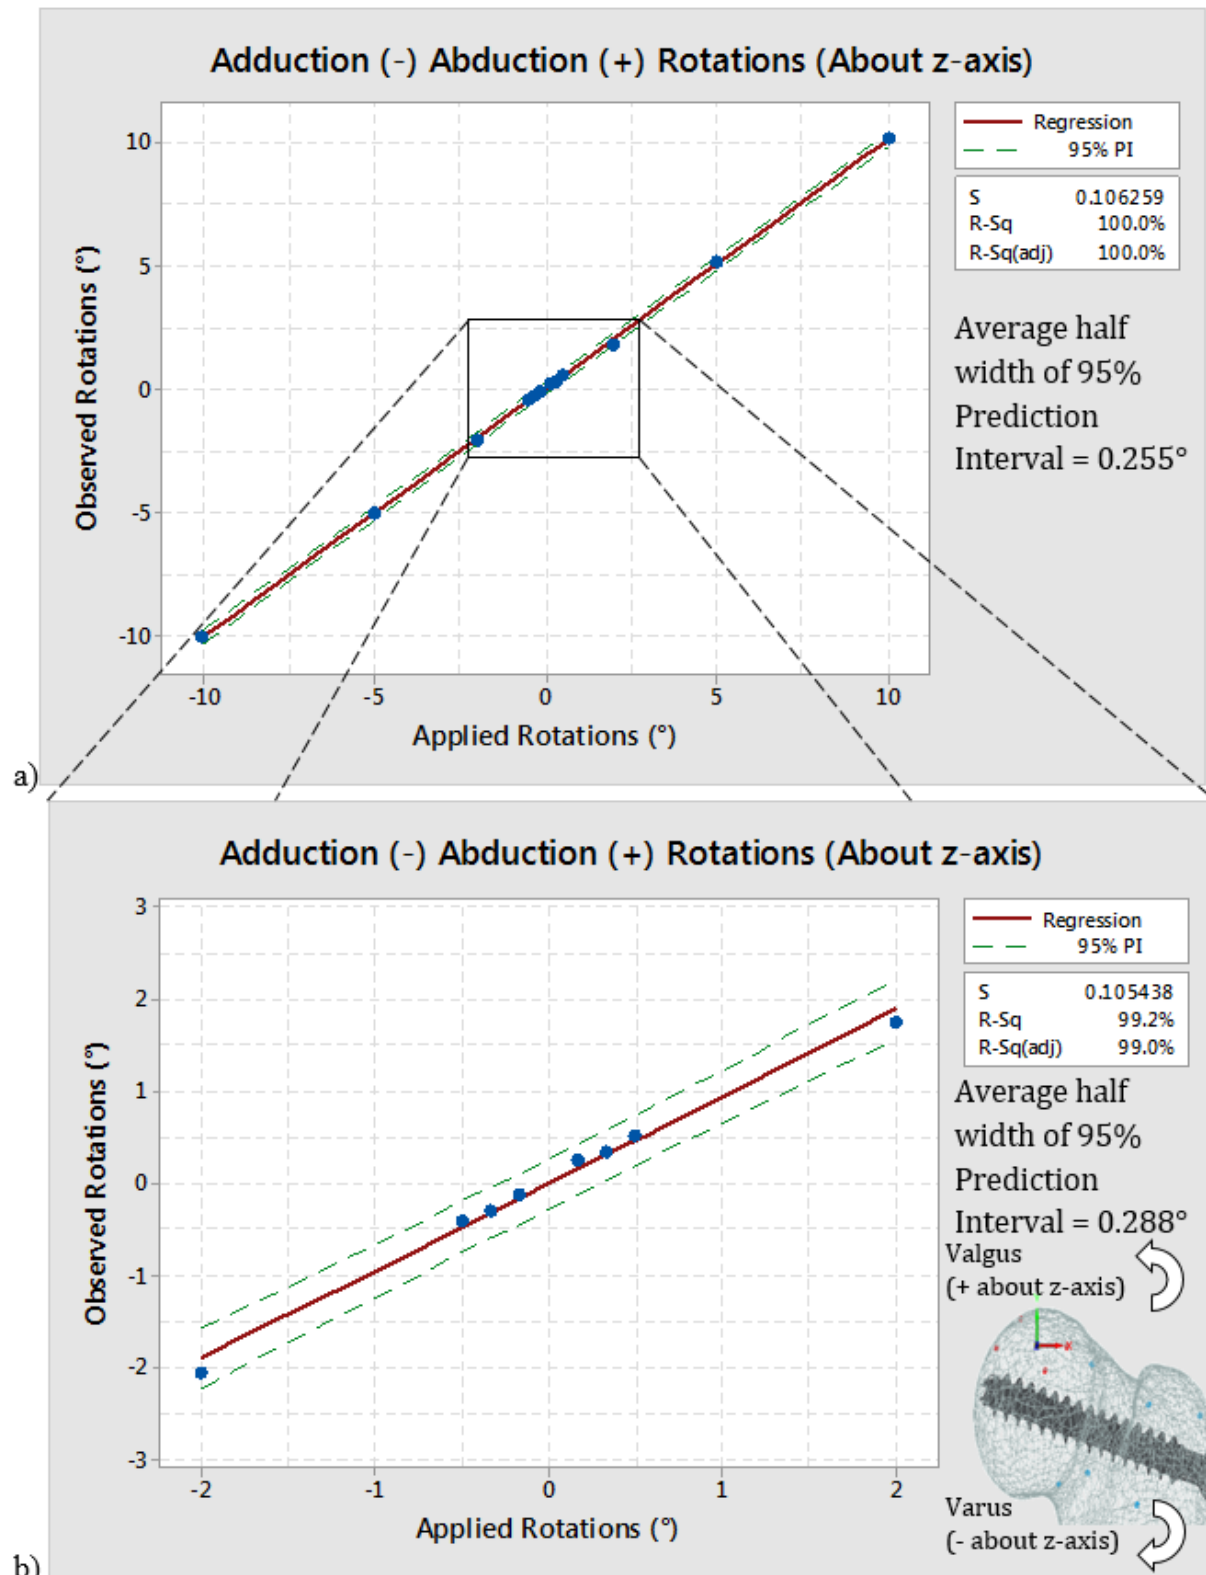 Adduction (-) Abduction (+) Rotations (About z-axis)
10
5
0
-5
-10
Observed Rotations (°)
-10
-5
0
5
10
Applied Rotations (°)
Regression
95% PI
S 0.106259
R-Sq 100.0%
R-Sq(adj) 100.0%
Average half
width of 95%
Prediction
Interval = 0.255°
a)
Adduction (-) Abduction (+) Rotations (About z-axis)
3
2
1
0
-1
-2
-3
Observed Rotations (°)
-2
-1
0
1
2
Applied Rotations (°)
Regression
95% PI
S 0.105438
R-Sq 99.2%
R-Sq(adj) 99.0%
Average half
width of 95%
Prediction
Interval = 0.288°
Valgus
(+ about z-axis)
Varus
(- about z-axis)
b)